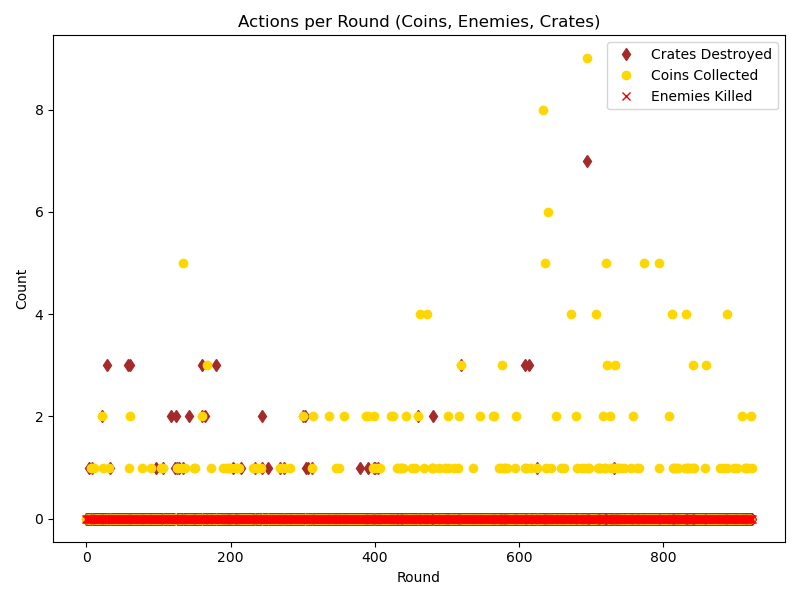 Actions per Round (Coins, Enemies, Crates)
Crates Destroyed
Coins Collected
Enemies Killed
8
6
4
2
0
Count
0 200 400 600 800
Round